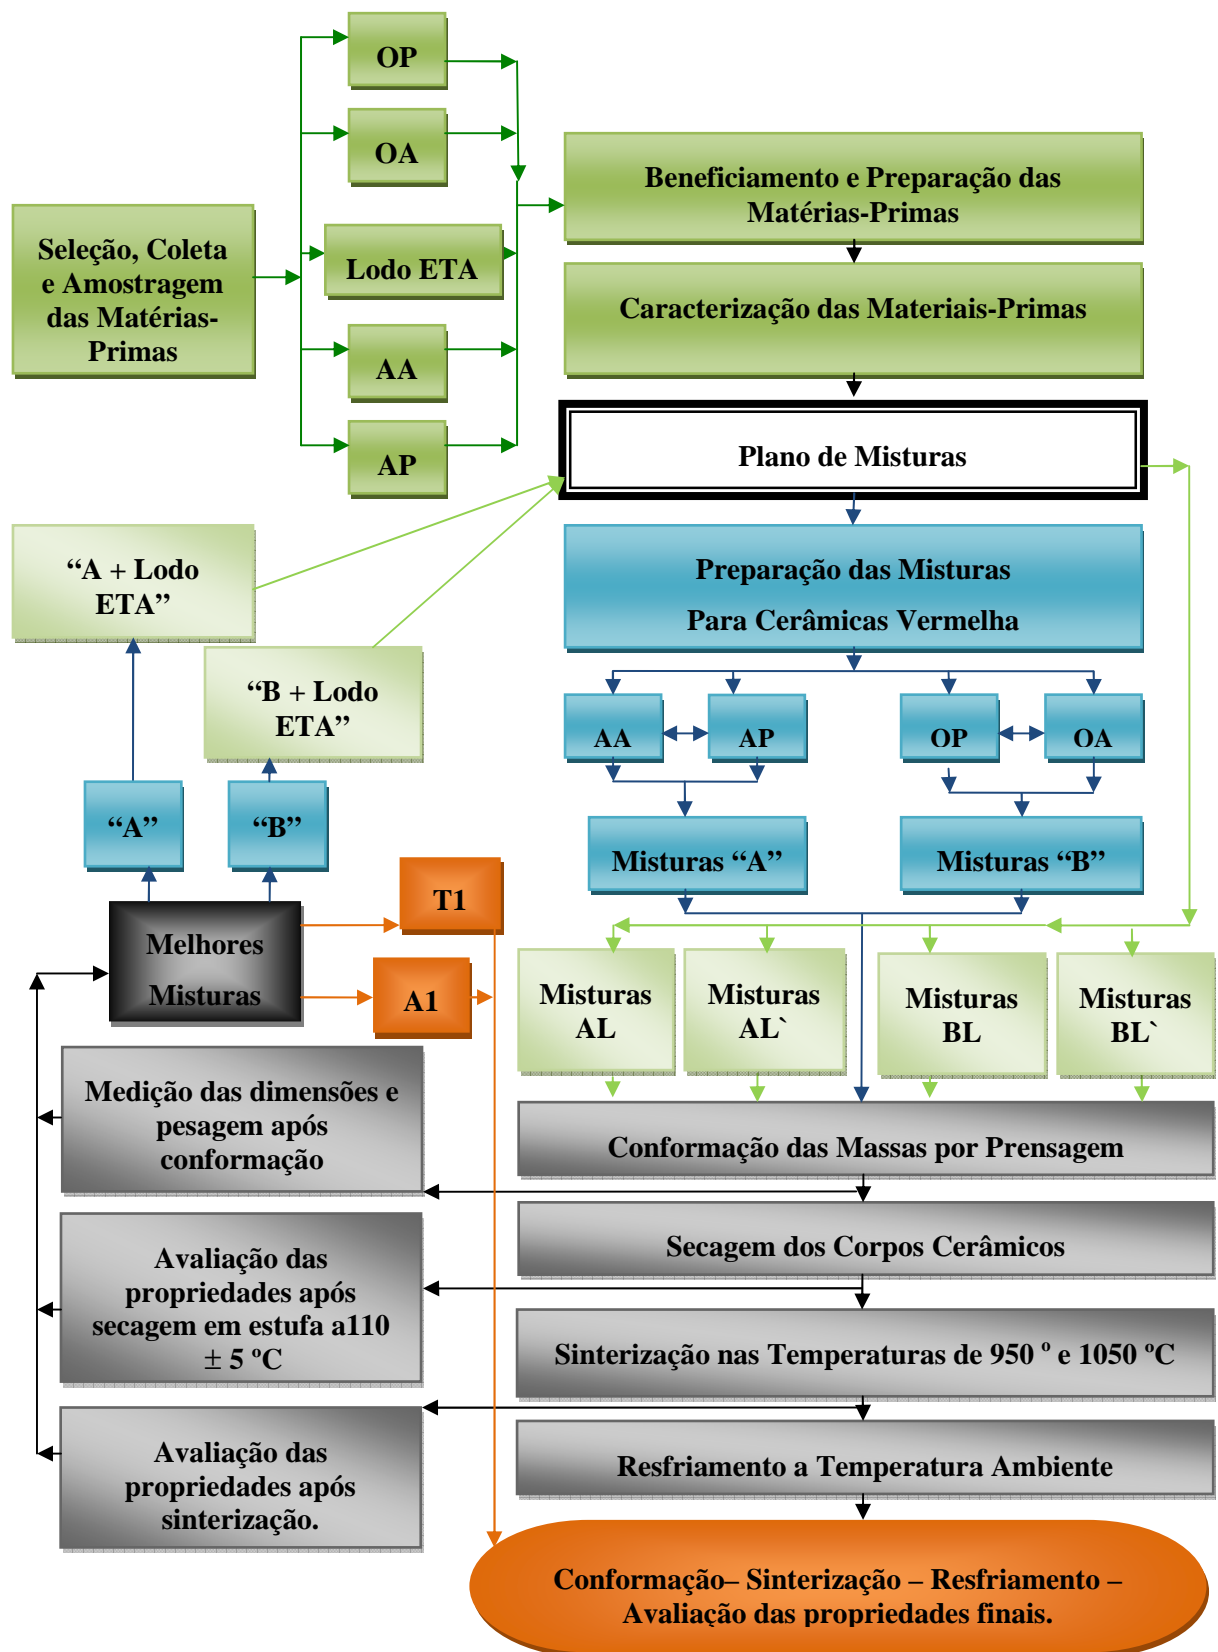 OP
OA
Lodo ETA
AA
AP
Seleção, Coleta
e Amostragem
das Matérias-
Primas
Beneficiamento e Preparação das
Matérias-Primas
Caracterização das Materiais-Primas
Plano de Misturas
“A + Lodo
ETA”
“B + Lodo
ETA”
Preparação das Misturas
Para Cerâmicas Vermelha
AA
AP
OP
OA
“A”
“B”
Misturas “A”
Misturas “B”
Melhores
Misturas
T1
A1
Misturas
AL
Misturas
AL`
Misturas
BL
Misturas
BL`
Medição das dimensões e
pesagem após
conformação
Conformação das Massas por Prensagem
Secagem dos Corpos Cerâmicos
Avaliação das
propriedades após
secagem em estufa a110
± 5 ºC
Sinterização nas Temperaturas de 950 º e 1050 ºC
Avaliação das
propriedades após
sinterização.
Resfriamento a Temperatura Ambiente
Conformação– Sinterização – Resfriamento –
Avaliação das propriedades finais.